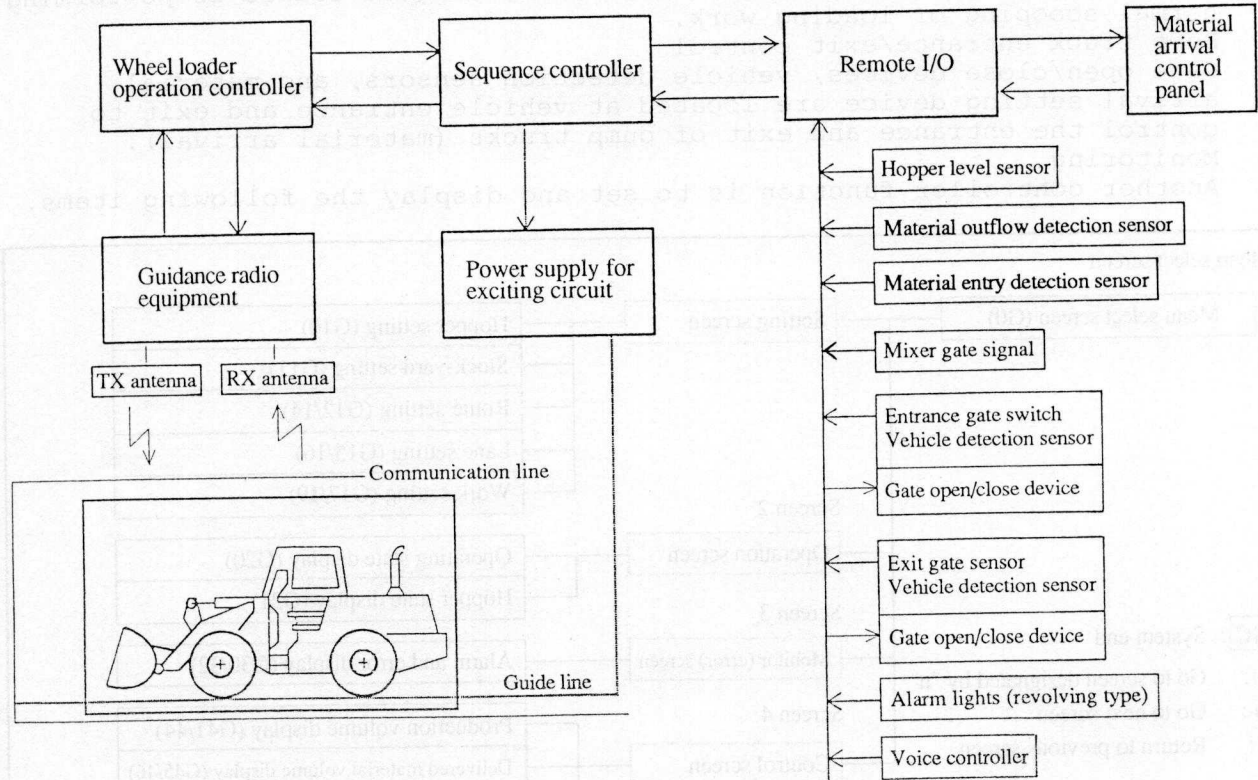 Wheel loader
operation controller
Sequence controller
Remote I/O
Material
arrival
control
panel
Guidance radio
equipment
Power supply for
exciting circuit
TX antenna
RX antenna
Communication line
Guide line
Hopper level sensor
Material outflow detection sensor
Material entry detection sensor
Mixer gate signal
Entrance gate switch
Vehicle detection sensor
Gate open/close device
Exit gate sensor
Vehicle detection sensor
Gate open/close device
Alarm lights (revolving type)
Voice controller